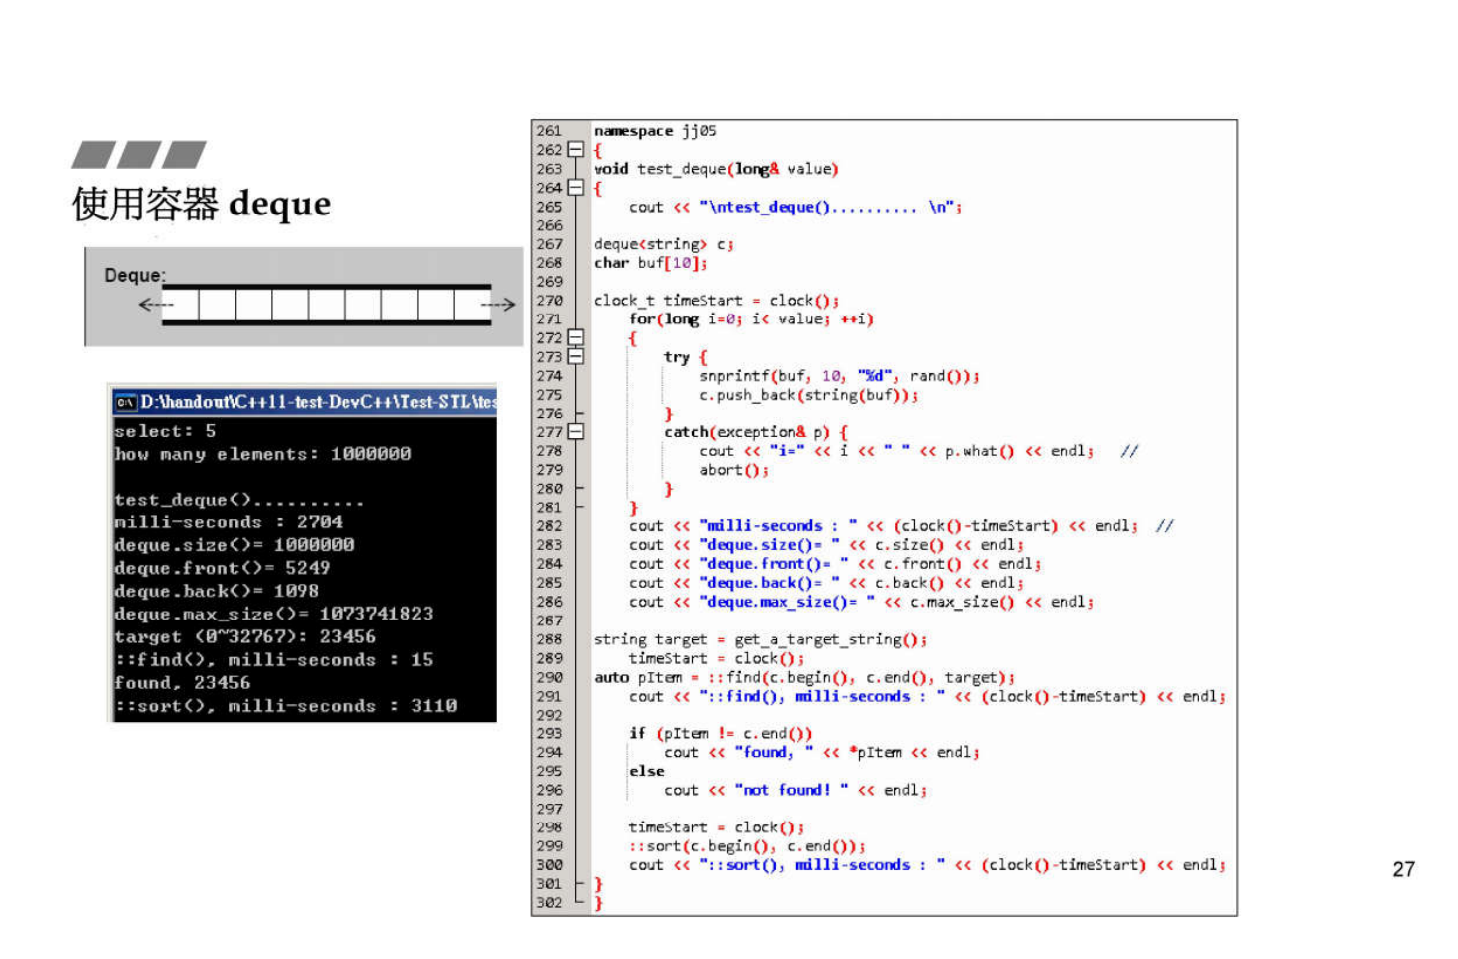 使用容器 deque
Deque:
D:\handout\C++11-test-DevC++\Test-STL\tes
select: 5
how many elements: 1000000
test_deque()..........
milli-seconds : 2704
deque.size()= 1000000
deque.front()= 5249
deque.back()= 1098
deque.max_size()= 1073741823
target (0~32767): 23456
::find(), milli-seconds : 15
found, 23456
::sort(), milli-seconds : 3110
261 namespace jj05
262 {
263 void test_deque(long& value)
264 {
265 cout << "\ntest_deque().......... \n";
266
267 deque<string> c;
268 char buf[10];
269
270 clock_t timeStart = clock();
271 for(long i=0; i< value; ++i)
272 {
273 try {
274 snprintf(buf, 10, "%d", rand());
275 c.push_back(string(buf));
276 }
277 catch(exception& p) {
278 cout << "i=" << i << " " << p.what() << endl; //
279 abort();
280 }
281 }
282 cout << "milli-seconds : " << (clock()-timeStart) << endl; //
283 cout << "deque.size()= " << c.size() << endl;
284 cout << "deque.front()= " << c.front() << endl;
285 cout << "deque.back()= " << c.back() << endl;
286 cout << "deque.max_size()= " << c.max_size() << endl;
287
288 string target = get_a_target_string();
289 timeStart = clock();
290 auto pItem = ::find(c.begin(), c.end(), target);
291 cout << "::find(), milli-seconds : " << (clock()-timeStart) << endl;
292
293 if (pItem != c.end())
294 cout << "found, " << *pItem << endl;
295 else
296 cout << "not found! " << endl;
297
298 timeStart = clock();
299 ::sort(c.begin(), c.end());
300 cout << "::sort(), milli-seconds : " << (clock()-timeStart) << endl;
301 }
302 }
27